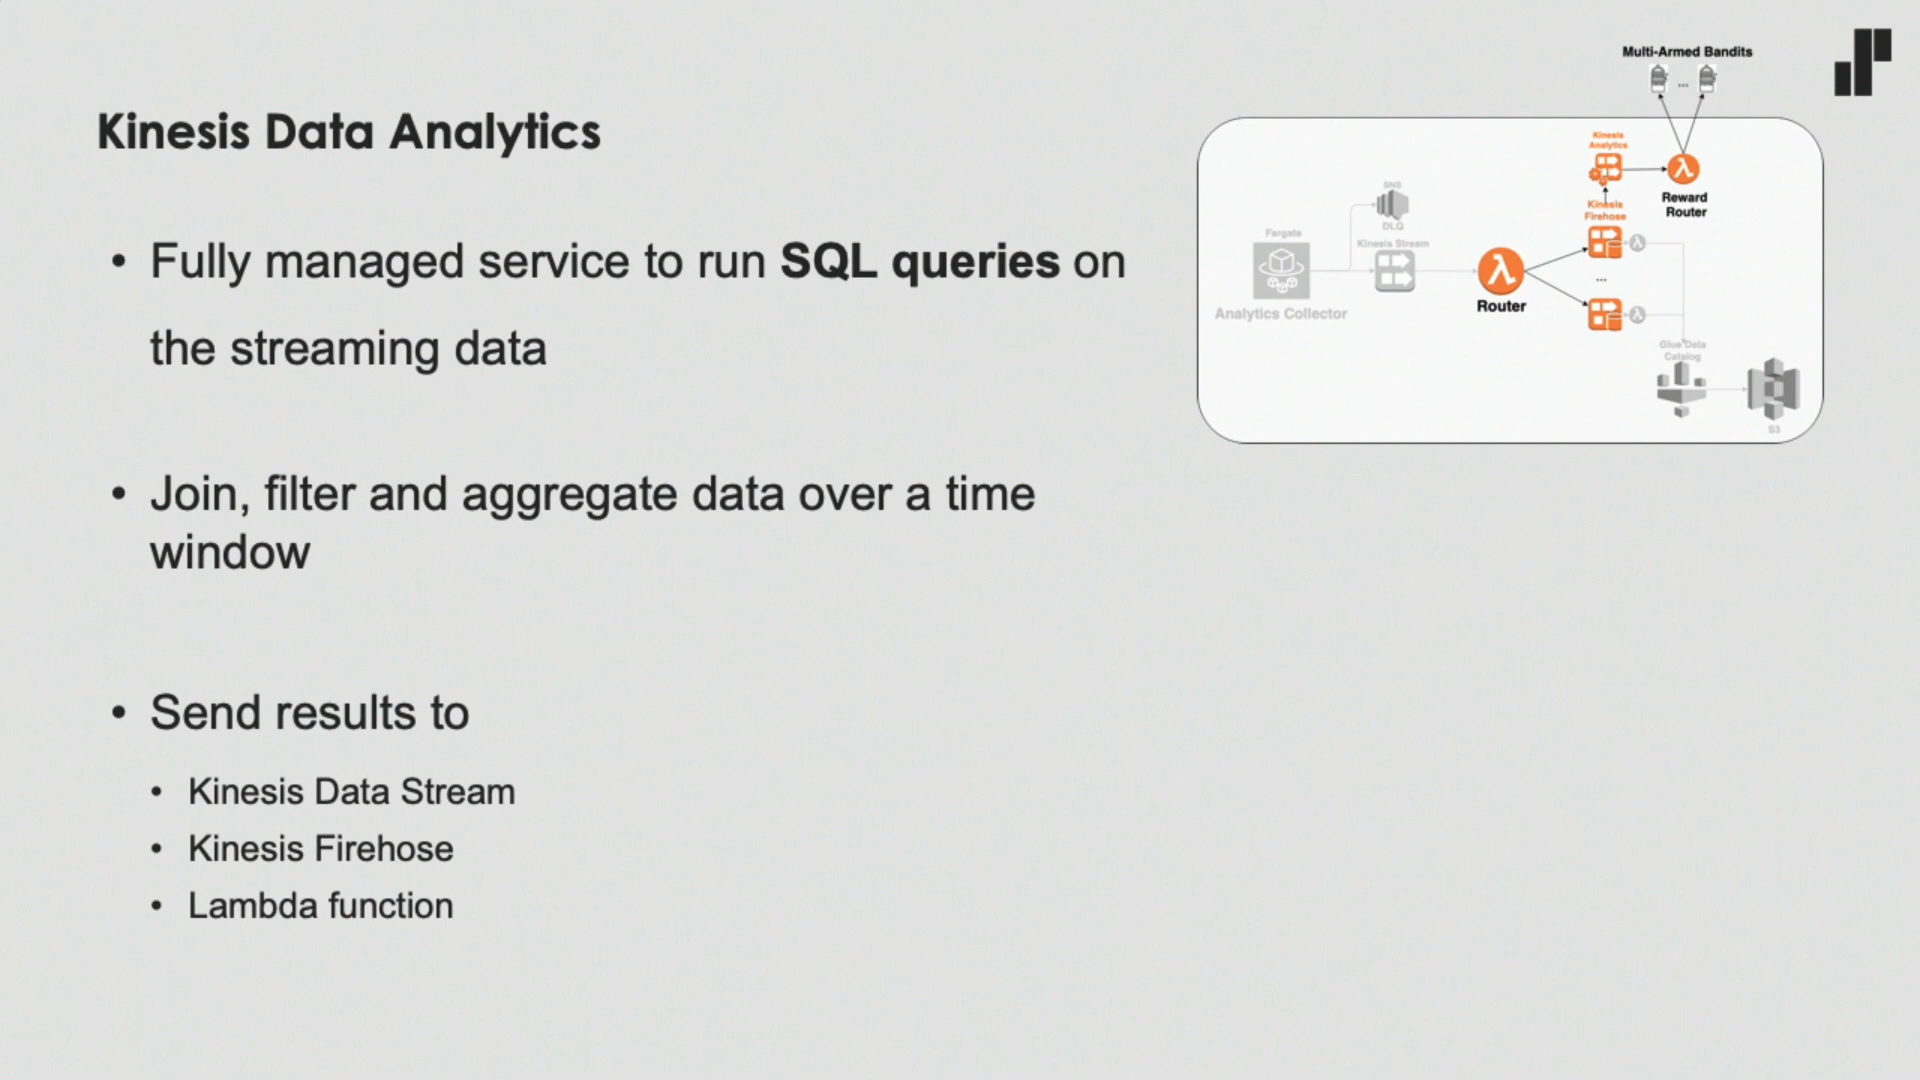 Kinesis Data Analytics
• Fully managed service to run SQL queries on
the streaming data
• Join, filter and aggregate data over a time
window
• Send results to
• Kinesis Data Stream
• Kinesis Firehose
• Lambda function
Multi-Armed Bandits
...
Kinesis
Analytics
Reward
Router
Kinesis
Firehose
SNS
DLQ
Fargate
Kinesis Stream
Analytics Collector
Router
...
Glue Data
Catalog
S3